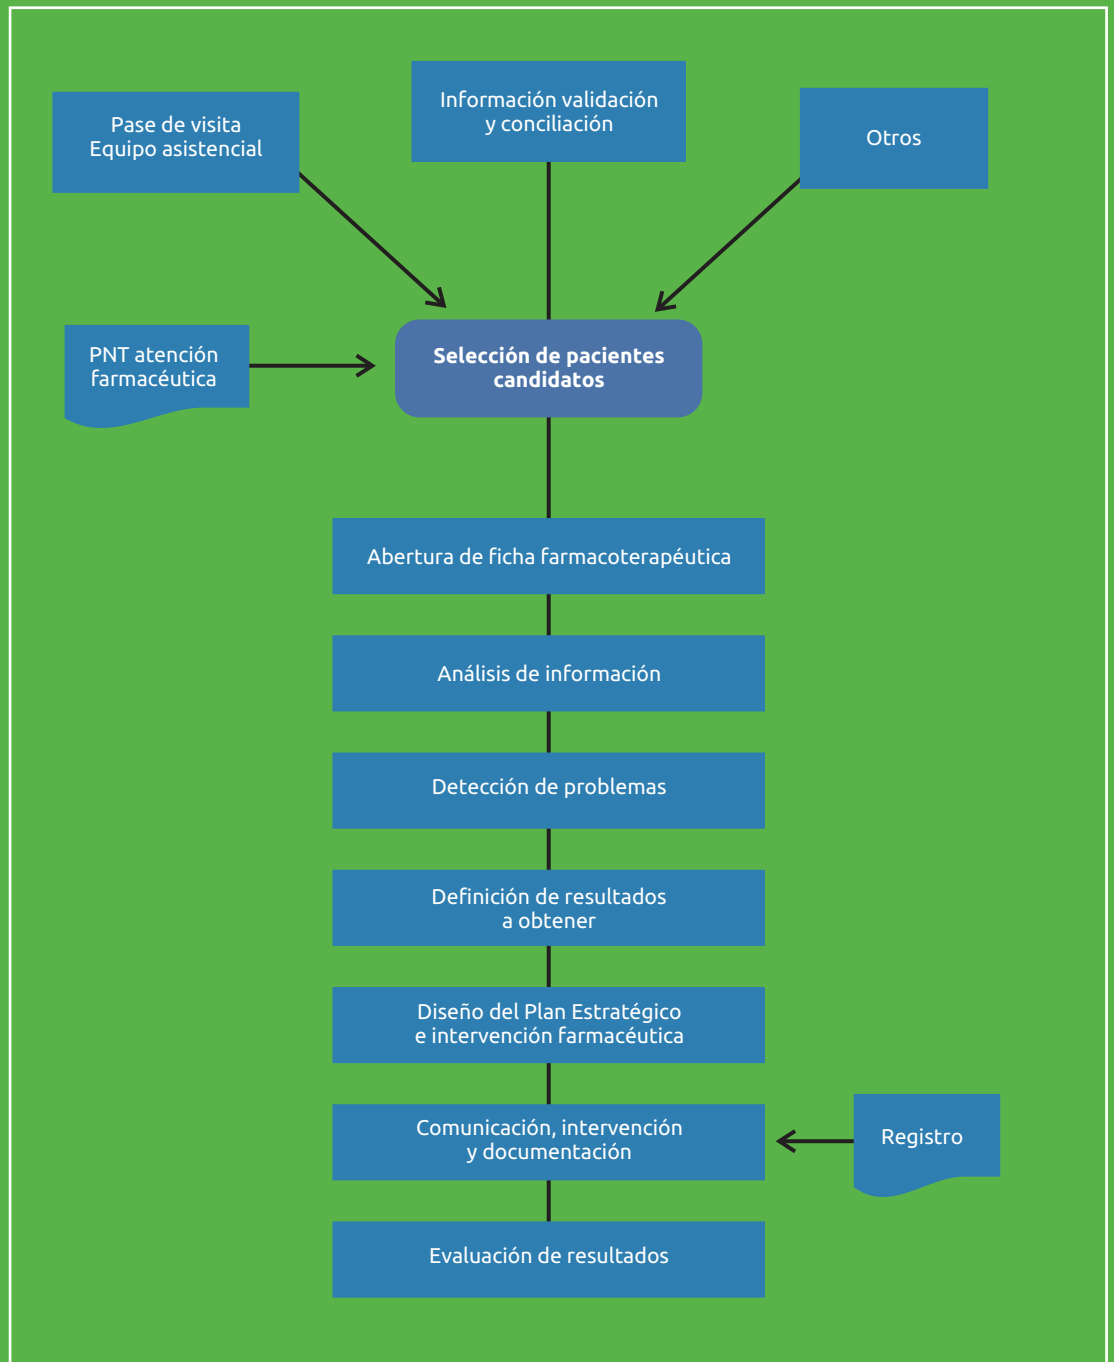 Pase de visita
Equipo asistencial
Información validación
y conciliación
Otros
PNT atención
farmacéutica
Selección de pacientes
candidatos
Abertura de ficha farmacoterapéutica
Análisis de información
Detección de problemas
Definición de resultados
a obtener
Diseño del Plan Estratégico
e intervención farmacéutica
Comunicación, intervención
y documentación
Registro
Evaluación de resultados